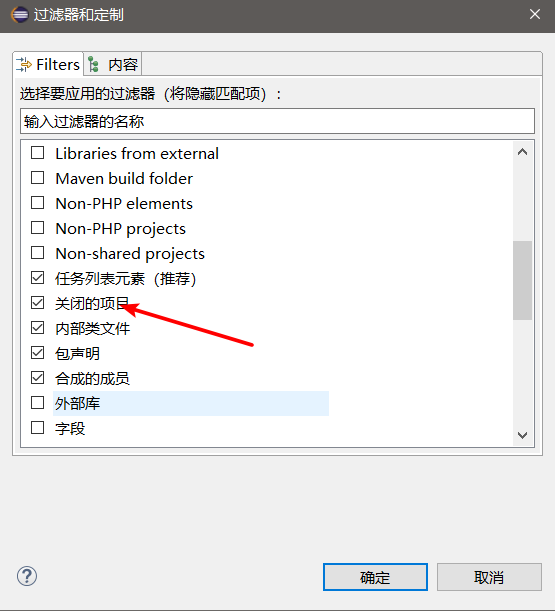 过滤器和定制
Filters 内容
选择要应用的过滤器（将隐藏匹配项）：
输入过滤器的名称
Libraries from external
Maven build folder
Non-PHP elements
Non-PHP projects
Non-shared projects
任务列表元素（推荐）
关闭的项目
内部类文件
包声明
合成的成员
外部库
字段
确定 取消